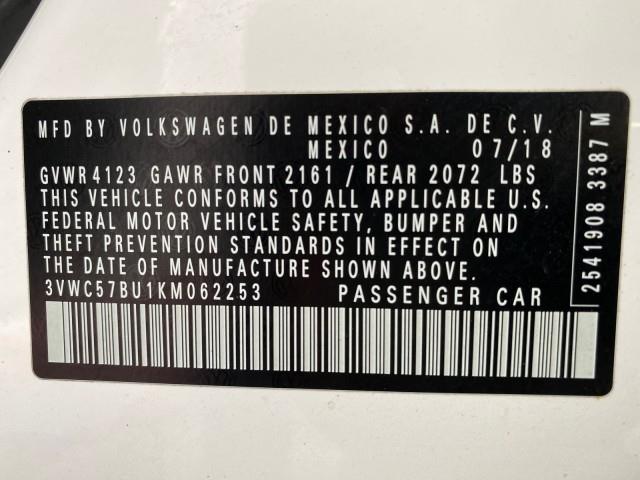 MFD BY VOLKSWAGEN DE MEXICO S.A. DE C.V.
MEXICO 07/18
GVWR 4123 GAWR FRONT 2161 / REAR 2072 LBS
THIS VEHICLE CONFORMS TO ALL APPLICABLE U.S.
FEDERAL MOTOR VEHICLE SAFETY, BUMPER AND
THEFT PREVENTION STANDARDS IN EFFECT ON
THE DATE OF MANUFACTURE SHOWN ABOVE.
3VWC57BU1KM062253 PASSENGER CAR
2541908 3387 M